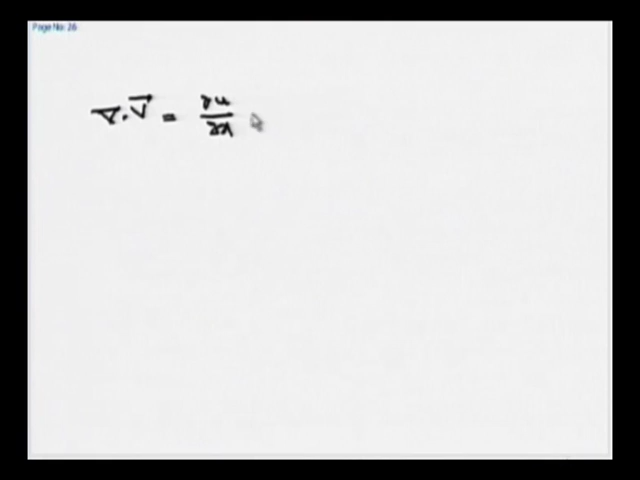 Page No: 26
∇·V⃗ = ∂u/∂x